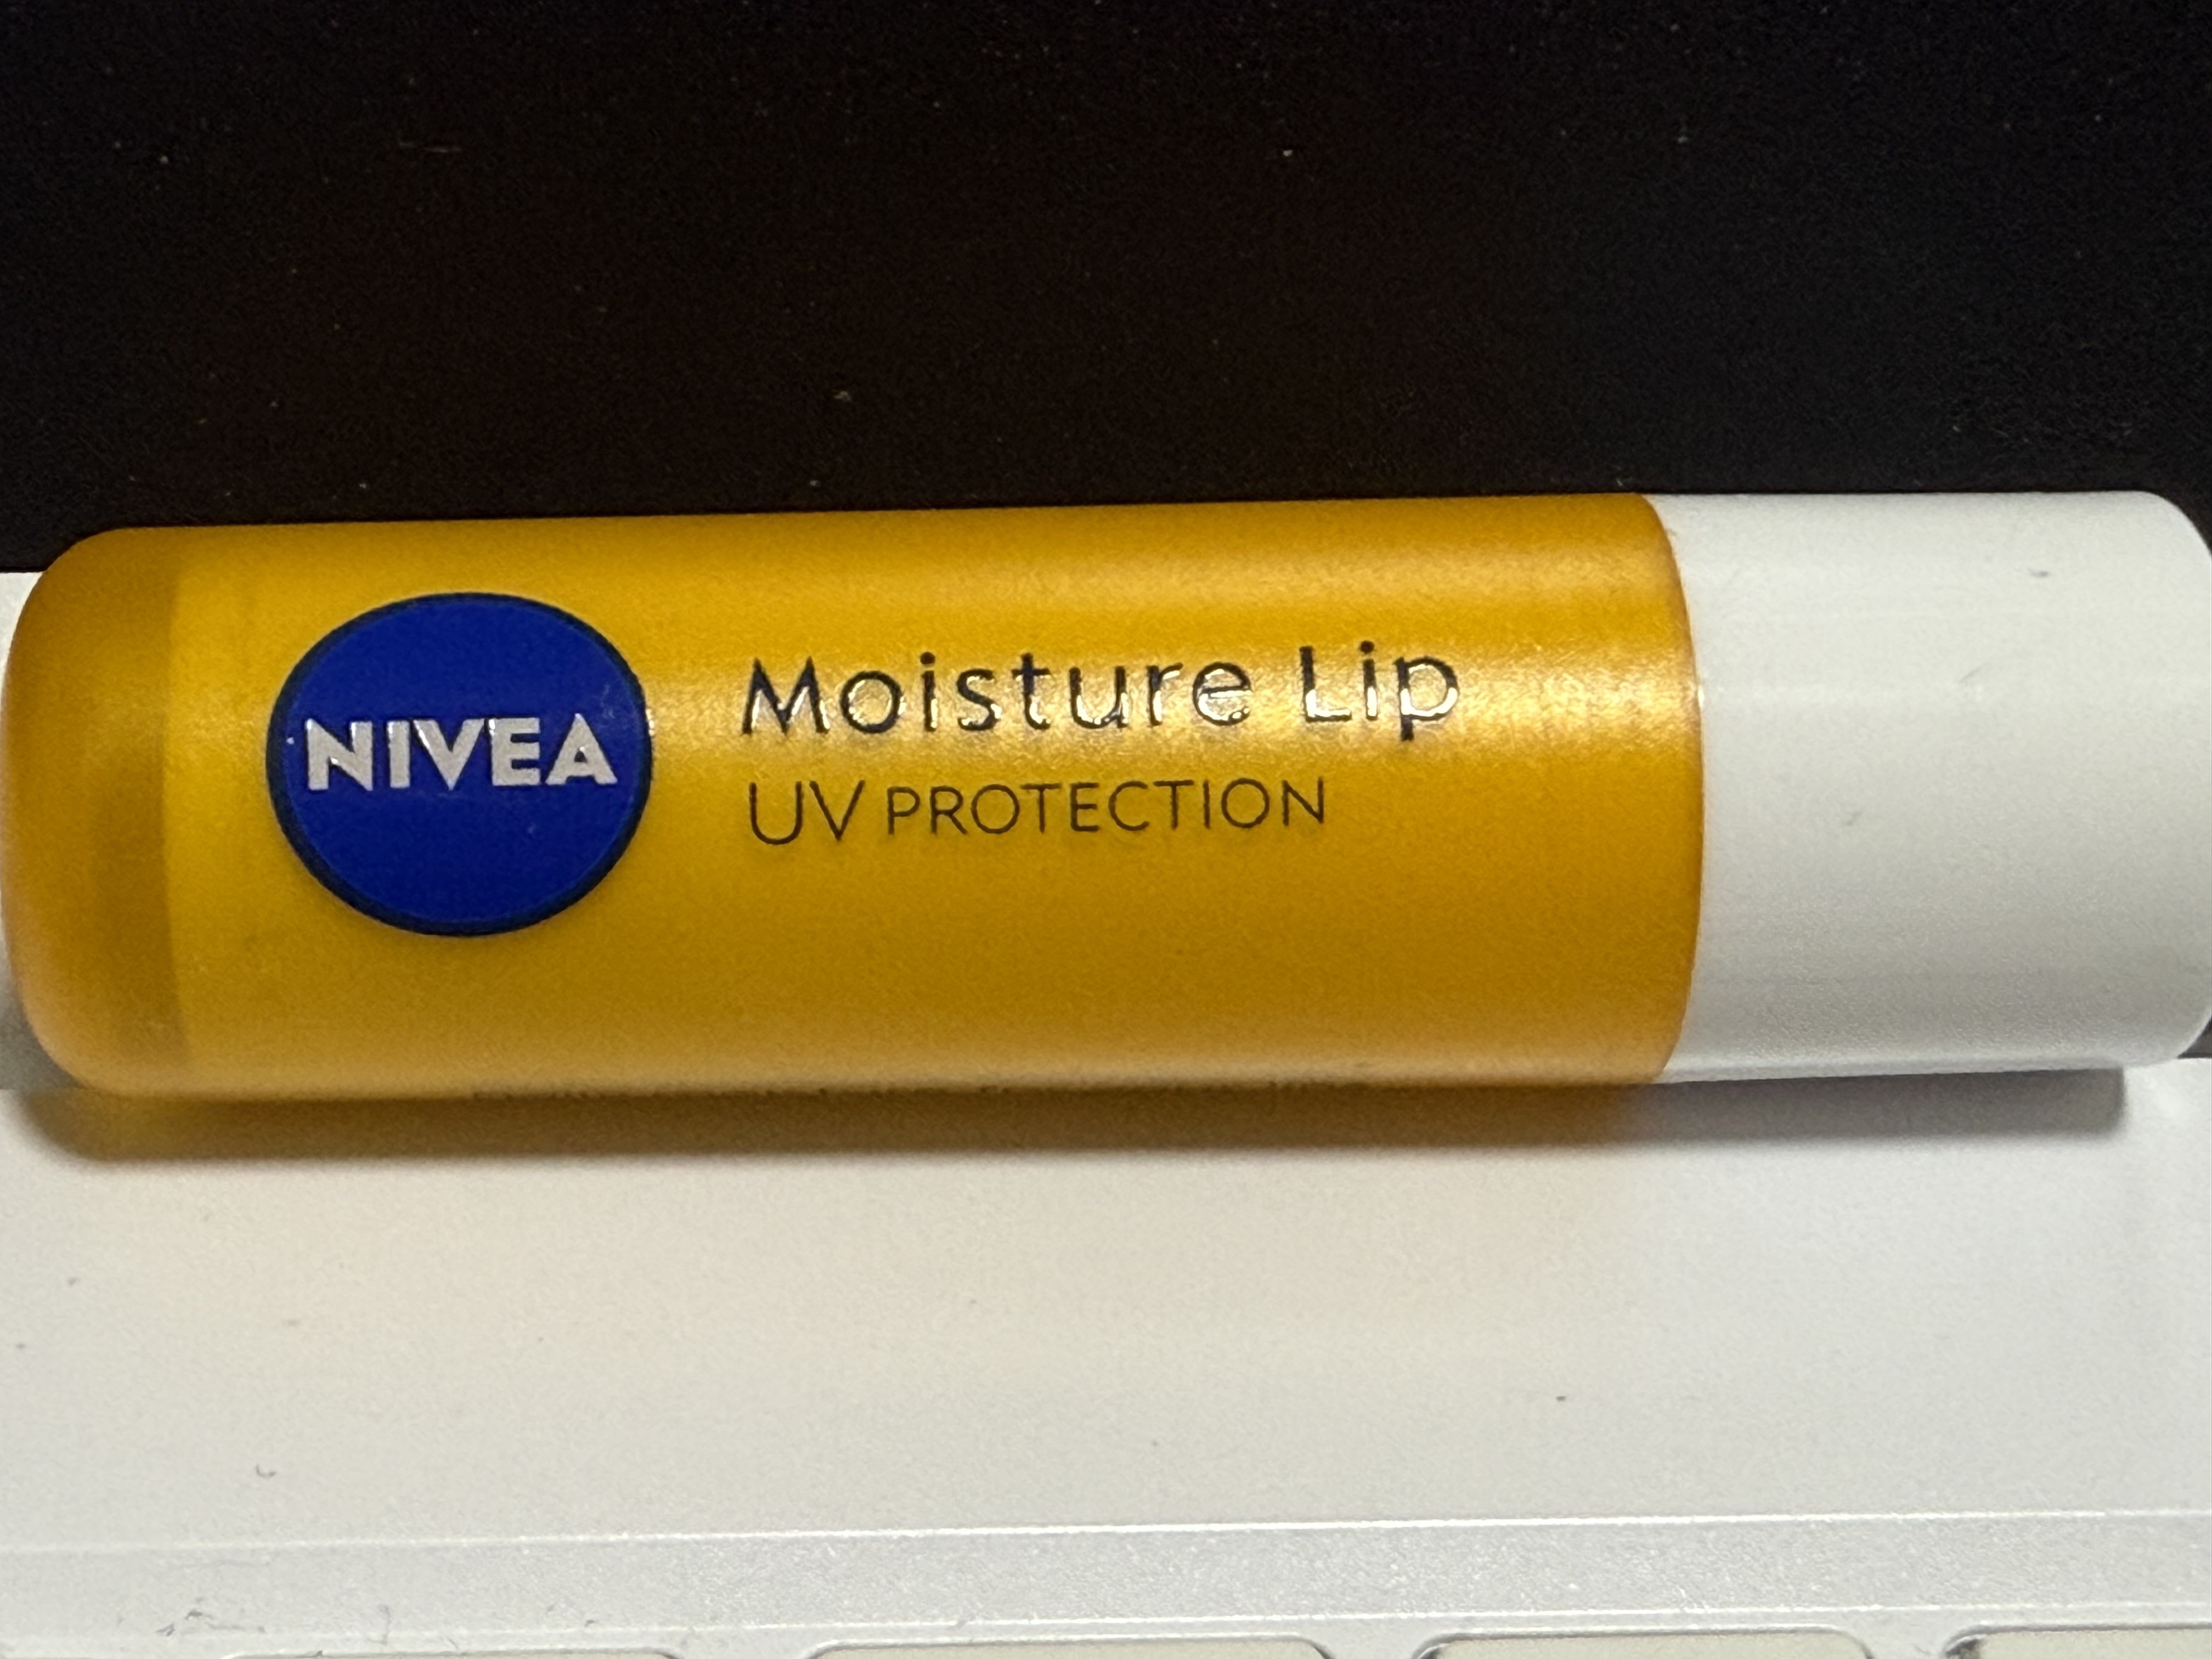 NIVEA
Moisture Lip
UV PROTECTION